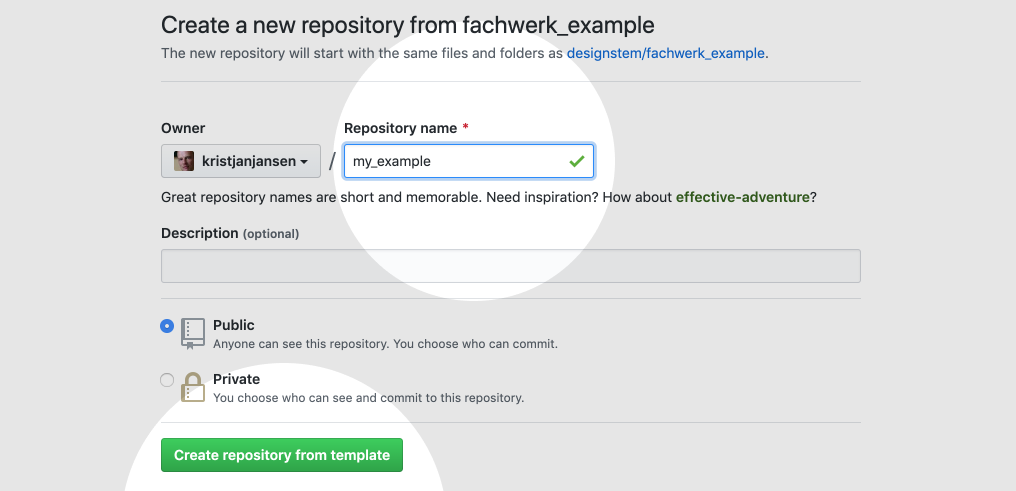 Create a new repository from fachwerk_example
The new repository will start with the same files and folders as designstem/fachwerk_example.
Owner
Repository name *
kristjanjansen
/
my_example
Great repository names are short and memorable. Need inspiration? How about effective-adventure?
Description (optional)
Public
Anyone can see this repository. You choose who can commit.
Private
You choose who can see and commit to this repository.
Create repository from template